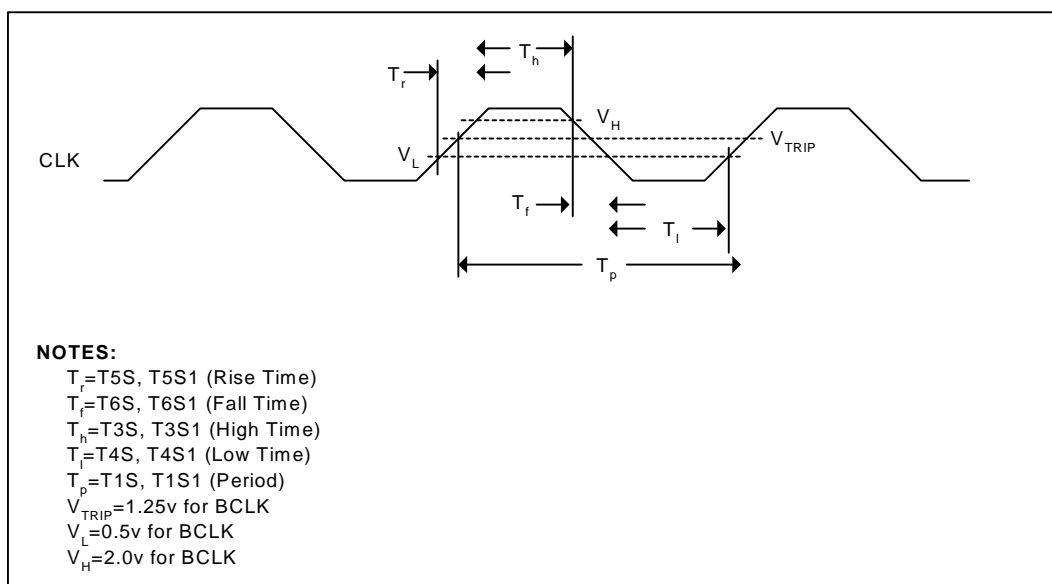 T_h
T_r
V_H
V_TRIP
CLK
V_L
T_f
T_l
T_p
NOTES:
T_r=T5S, T5S1 (Rise Time)
T_f=T6S, T6S1 (Fall Time)
T_h=T3S, T3S1 (High Time)
T_l=T4S, T4S1 (Low Time)
T_p=T1S, T1S1 (Period)
V_TRIP=1.25v for BCLK
V_L=0.5v for BCLK
V_H=2.0v for BCLK